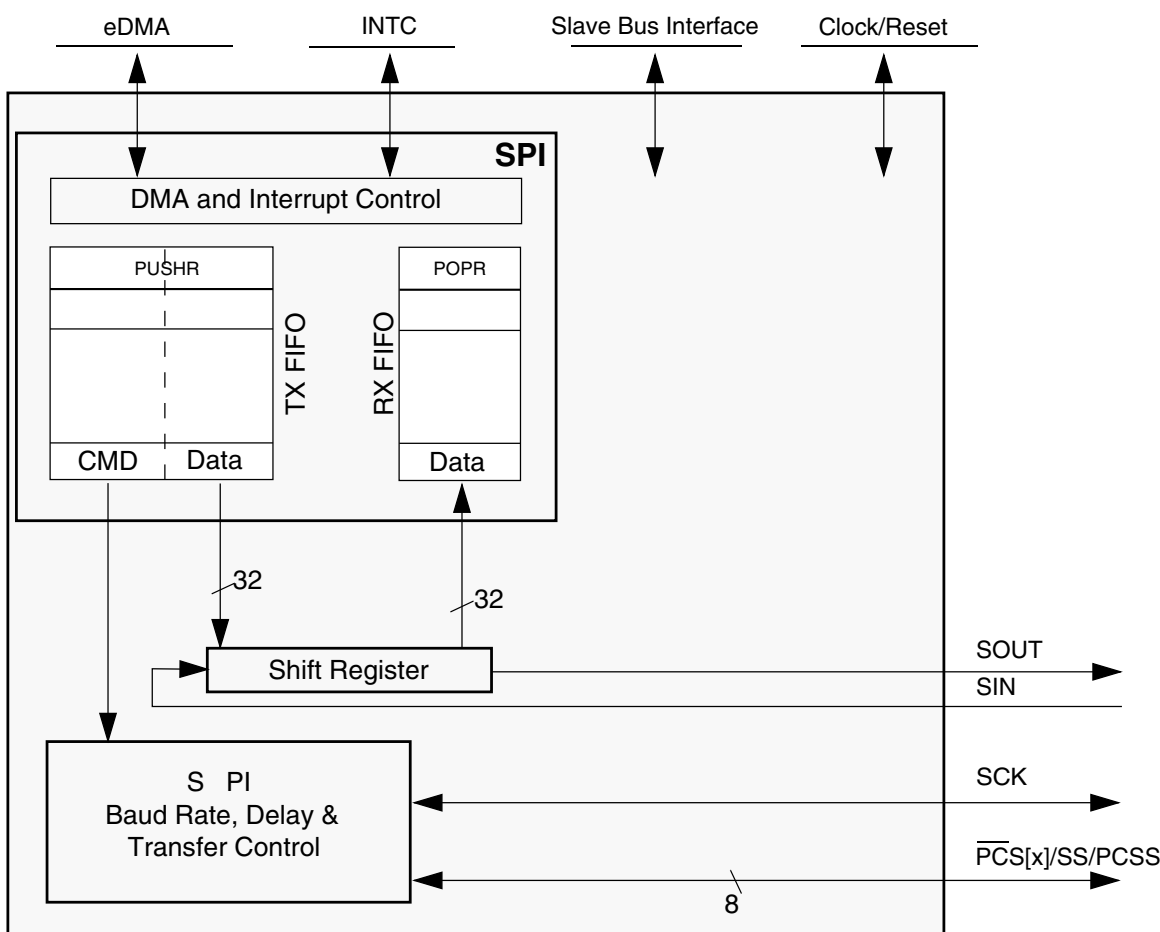 eDMA
INTC
Slave Bus Interface
Clock/Reset
SPI
DMA and Interrupt Control
PUSHR
POPR
TX FIFO
RX FIFO
CMD
Data
Data
32
32
Shift Register
SOUT
SIN
S PI
Baud Rate, Delay &
Transfer Control
SCK
PCS[x]/SS/PCSS
8